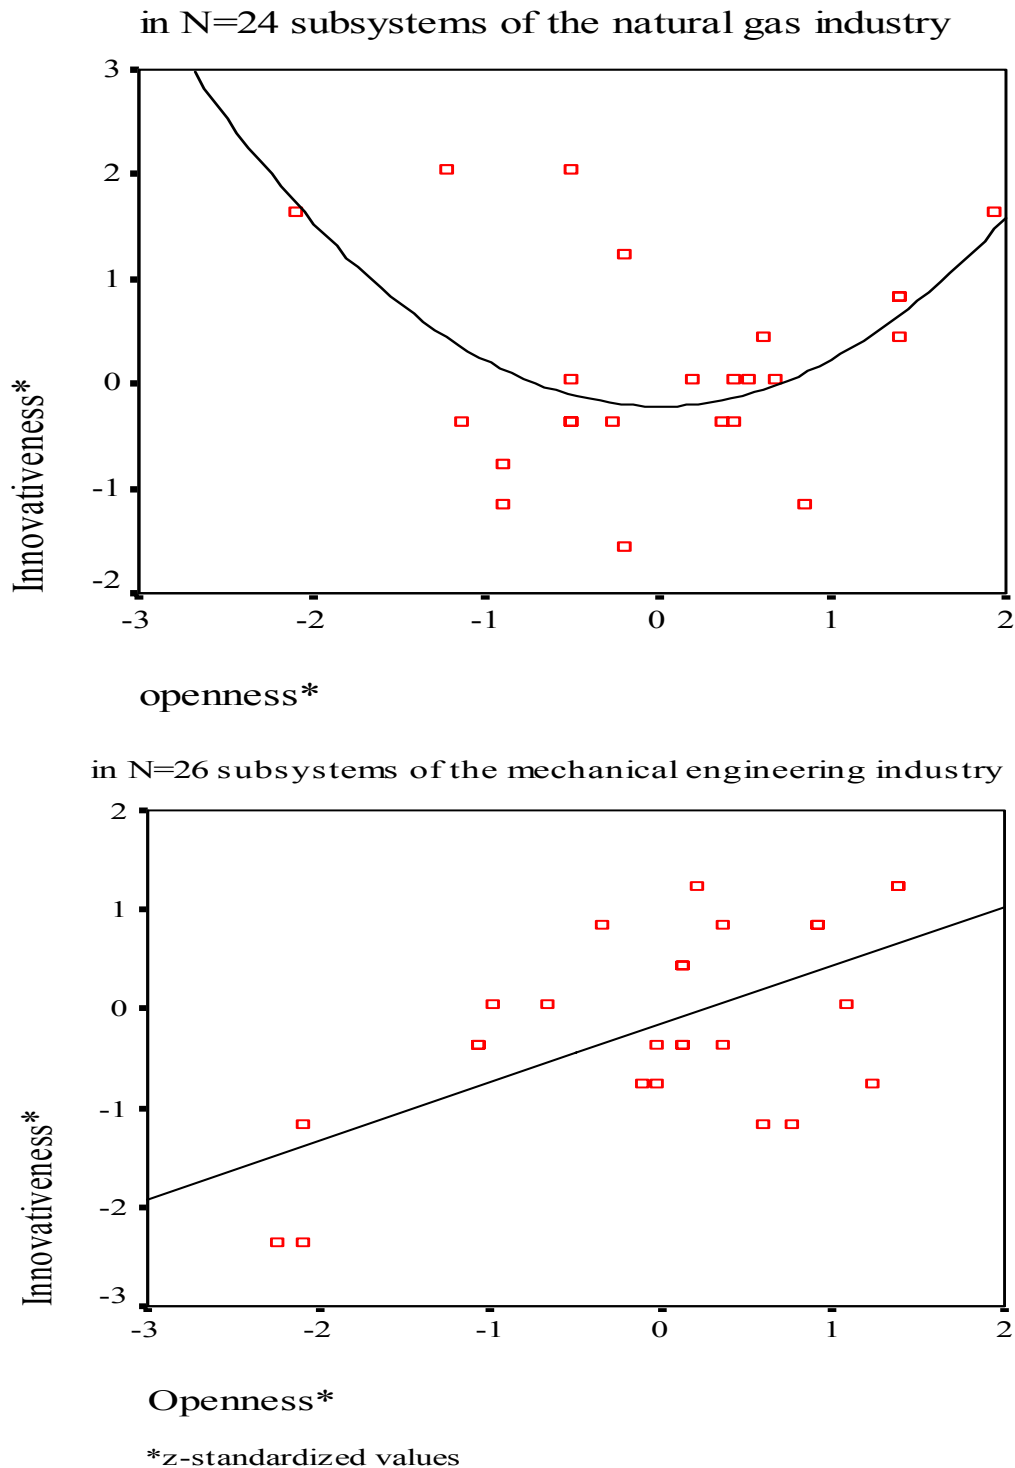 in N=24 subsystems of the natural gas industry
3
2
1
0
-1
-2
Innovativeness*
-3 -2 -1 0 1 2
openness*
in N=26 subsystems of the mechanical engineering industry
2
1
0
-1
-2
-3
Innovativeness*
-3 -2 -1 0 1 2
Openness*
*z-standardized values